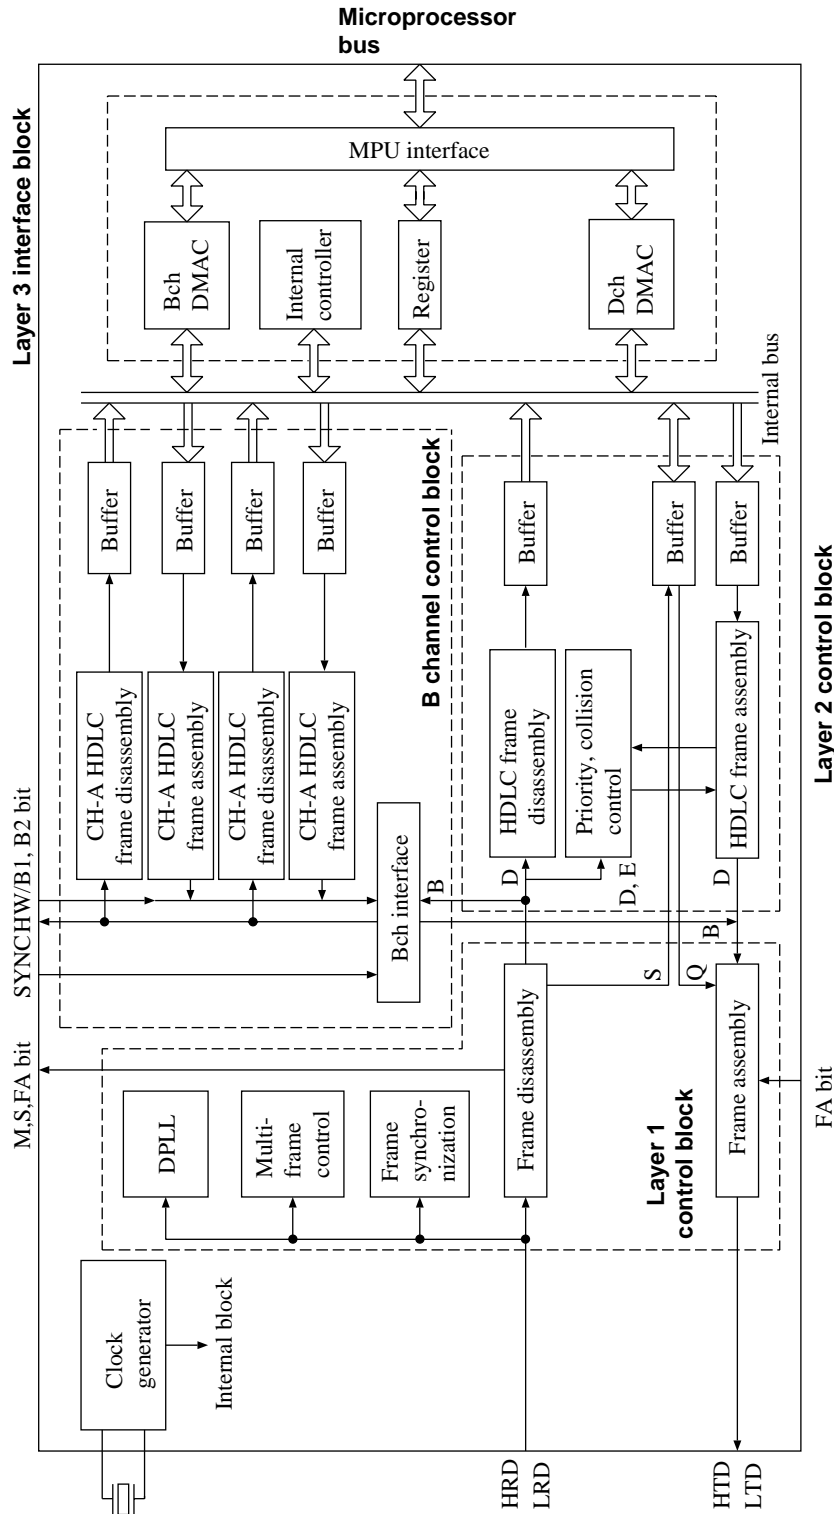 Microprocessor
bus
Layer 3 interface block
MPU interface
Bch
DMAC
Internal
controller
Register
Dch
DMAC
Internal bus
Buffer
Buffer
Buffer
Buffer
B channel control block
Buffer
Buffer
Buffer
Layer 2 control block
CH-A HDLC
frame disassembly
CH-A HDLC
frame assembly
CH-A HDLC
frame disassembly
CH-A HDLC
frame assembly
HDLC frame
disassembly
Priority, collision
control
HDLC frame assembly
SYNCHW/B1, B2 bit
Bch interface
B
D
D, E
D
B
S
Q
M,S,FA bit
DPLL
Multi-
frame
control
Frame
synchro-
nization
Frame disassembly
Layer 1
control block
Frame assembly
FA bit
Clock
generator
Internal block
HRD
LRD
HTD
LTD